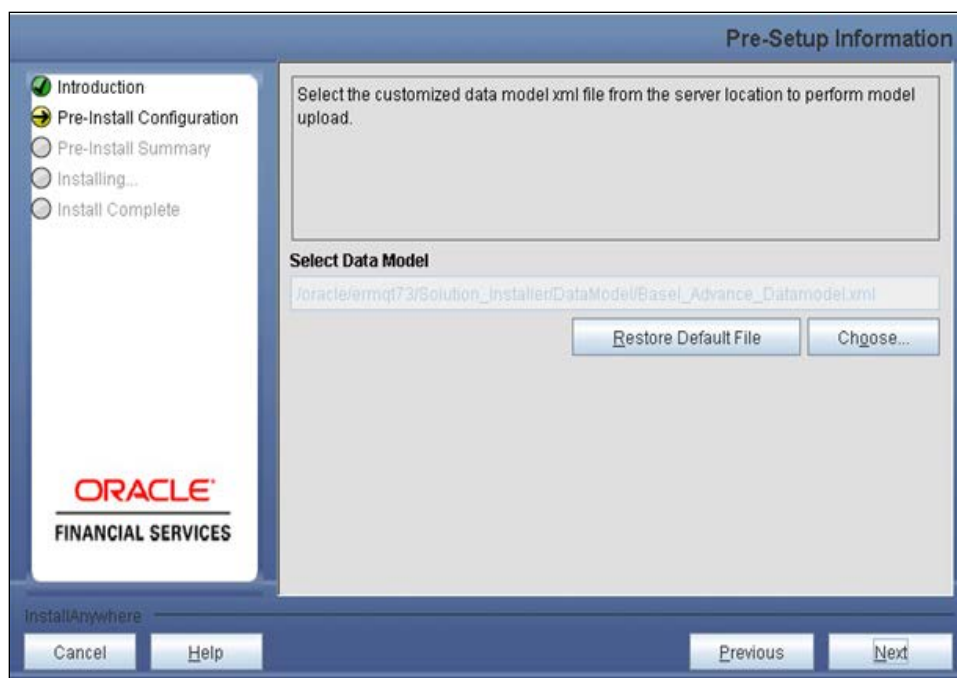 Pre-Setup Information
Introduction
Pre-Install Configuration
Pre-Install Summary
Installing...
Install Complete
Select the customized data model xml file from the server location to perform model
upload.
Select Data Model
/oracle/ermqt73/Solution_Installer/DataModel/Basel_Advance_Datamodel.xml
Restore Default File
Choose...
ORACLE
FINANCIAL SERVICES
InstallAnywhere
Cancel
Help
Previous
Next